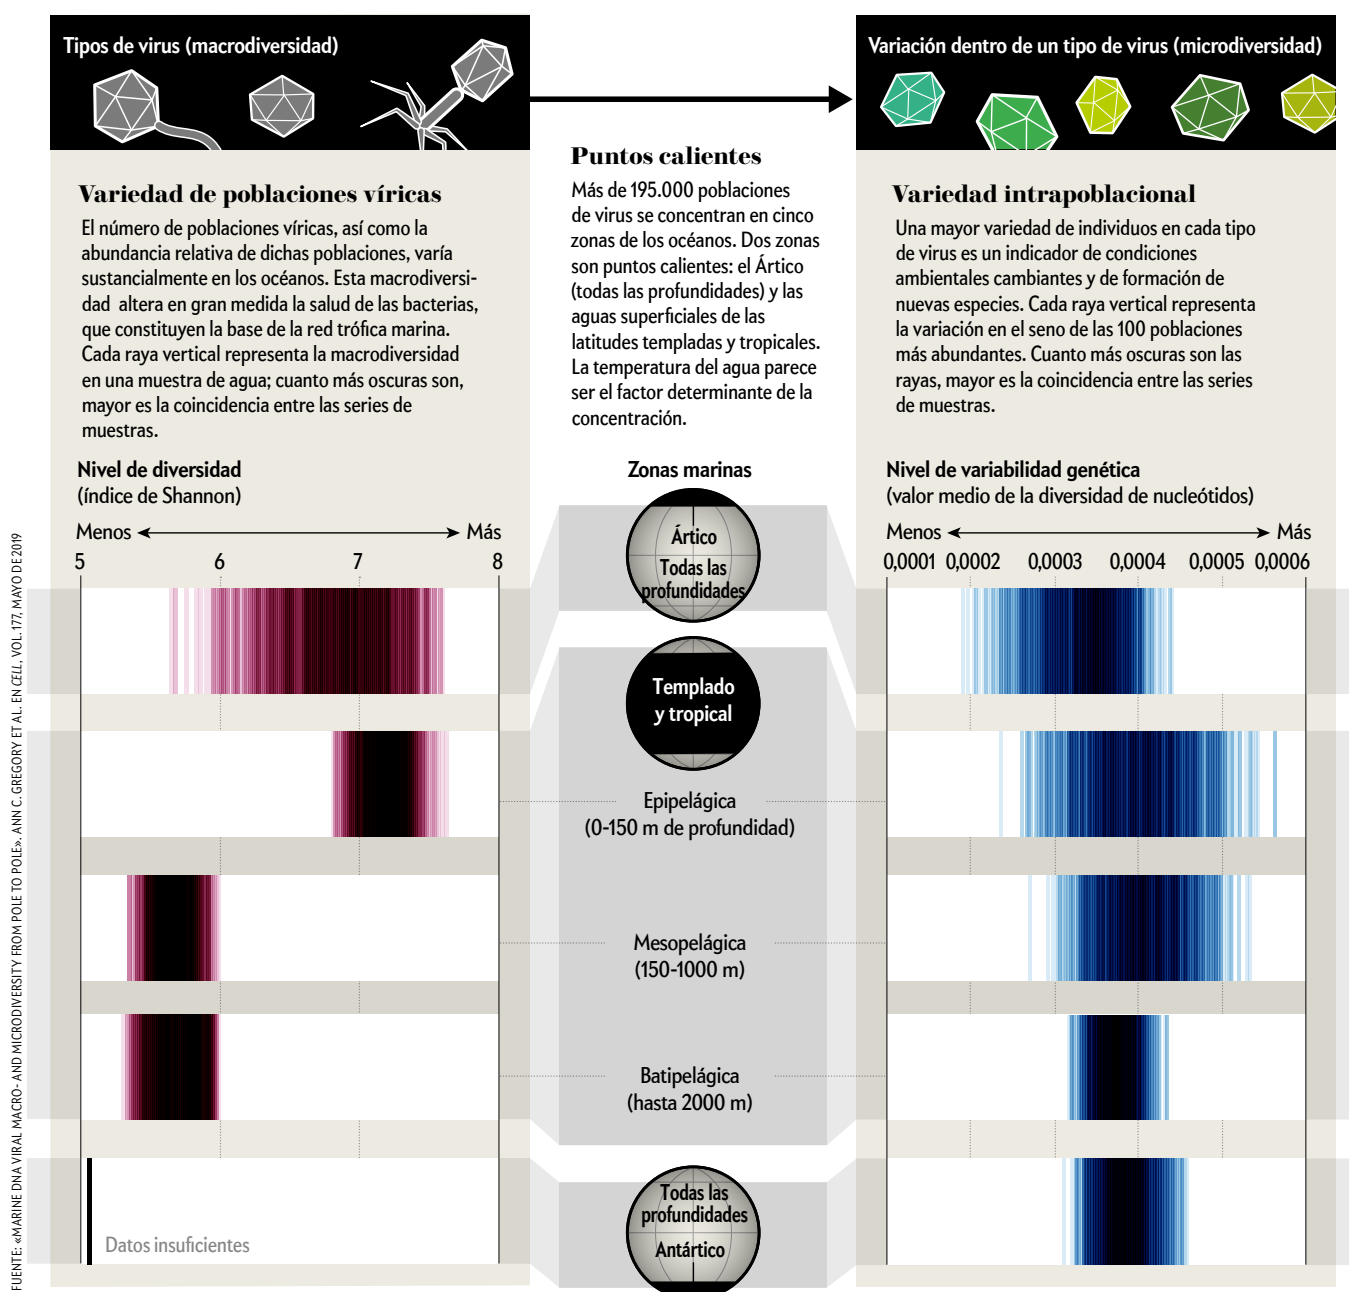 Tipos de virus (macrodiversidad)
Variedad de poblaciones víricas
El número de poblaciones víricas, así como la
abundancia relativa de dichas poblaciones, varía
sustancialmente en los océanos. Esta macrodiversi-
dad altera en gran medida la salud de las bacterias,
que constituyen la base de la red trófica marina.
Cada raya vertical representa la macrodiversidad
en una muestra de agua; cuanto más oscuras son,
mayor es la coincidencia entre las series de
muestras.
Nivel de diversidad
(índice de Shannon)
Menos
Más
5 6 7 8
Datos insuficientes
Puntos calientes
Más de 195.000 poblaciones
de virus se concentran en cinco
zonas de los océanos. Dos zonas
son puntos calientes: el Ártico
(todas las profundidades) y las
aguas superficiales de las
latitudes templadas y tropicales.
La temperatura del agua parece
ser el factor determinante de la
concentración.
Zonas marinas
Ártico
Todas las
profundidades
Templado
y tropical
Epipelágica
(0-150 m de profundidad)
Mesopelágica
(150-1000 m)
Batipelágica
(hasta 2000 m)
Todas las
profundidades
Antártico
Variación dentro de un tipo de virus (microdiversidad)
Variedad intrapoblacional
Una mayor variedad de individuos en cada tipo
de virus es un indicador de condiciones
ambientales cambiantes y de formación de
nuevas especies. Cada raya vertical representa
la variación en el seno de las 100 poblaciones
más abundantes. Cuanto más oscuras son las
rayas, mayor es la coincidencia entre las series
de muestras.
Nivel de variabilidad genética
(valor medio de la diversidad de nucleótidos)
Menos
Más
0,0001 0,0002 0,0003 0,0004 0,0005 0,0006
FUENTE: «MARINE DNA VIRAL MACRO- AND MICRODIVERSITY FROM POLE TO POLE». ANN C. GREGORY ET AL. EN CELL, VOL. 177, MAYO DE 2019